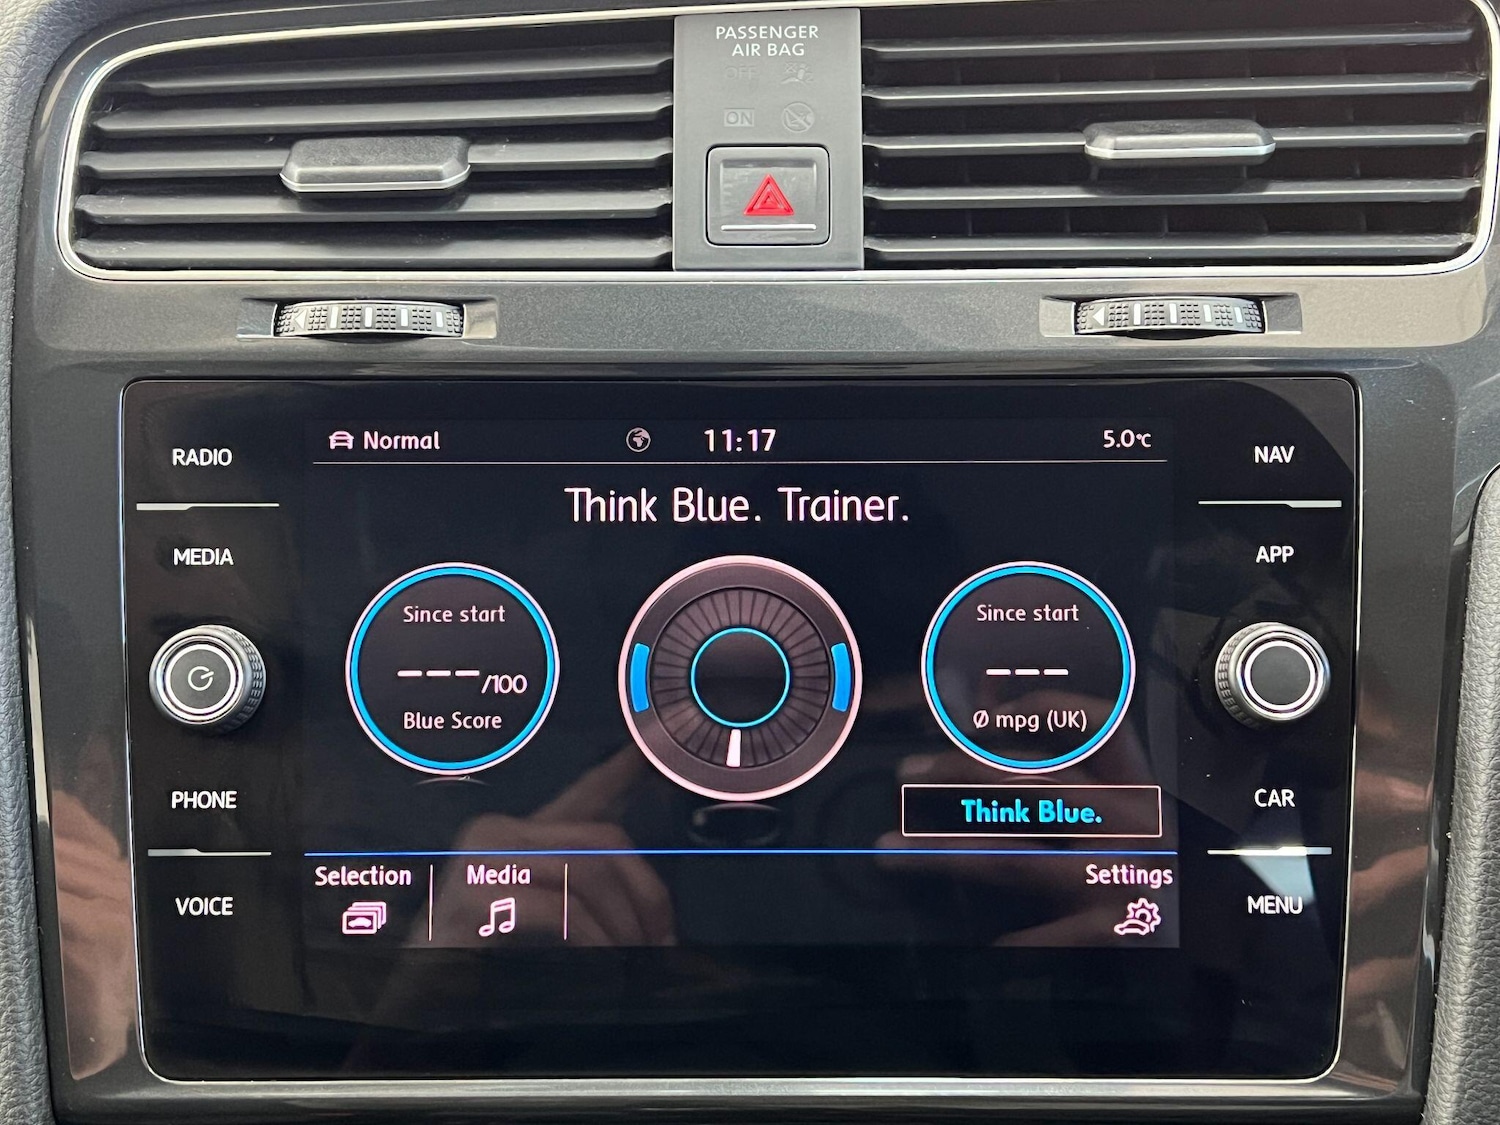 PASSENGER
AIR BAG
OFF
ON
Normal
11:17
5.0°C
Think Blue. Trainer.
RADIO
MEDIA
PHONE
VOICE
Since start
---/100
Blue Score
Since start
---
Ø mpg (UK)
Think Blue.
Selection
Media
Settings
NAV
APP
CAR
MENU